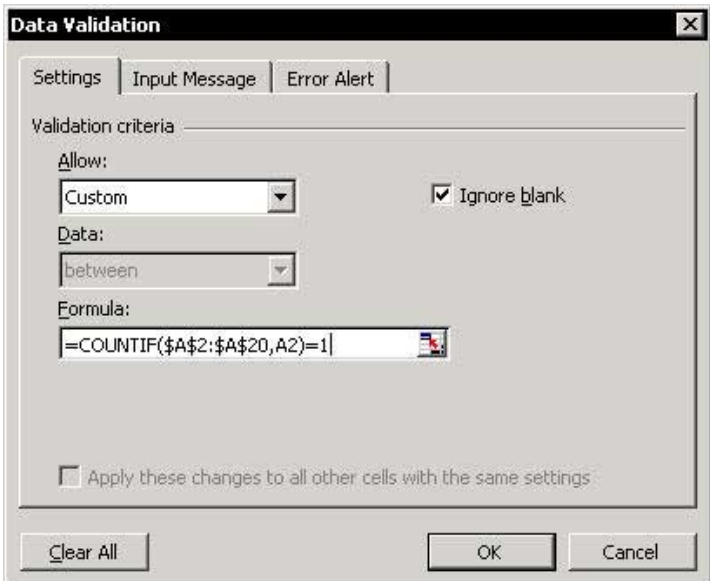 Data Validation
Settings Input Message Error Alert
Validation criteria
Allow:
Custom Ignore blank
Data:
between
Formula:
=COUNTIF($A$2:$A$20,A2)=1
Apply these changes to all other cells with the same settings
Clear All OK Cancel